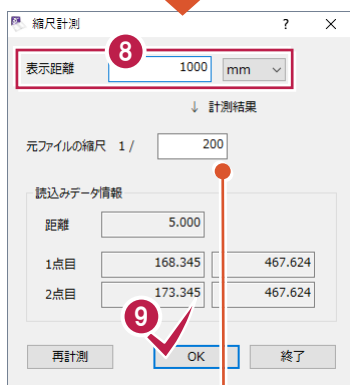 縮尺計測 ? ×
8
表示距離 1000 mm
↓ 計測結果
元ファイルの縮尺 1 / 200
読込みデータ情報
距離 5.000
1点目 168.345 467.624
2点目 173.345 467.624
9
再計測 OK 終了